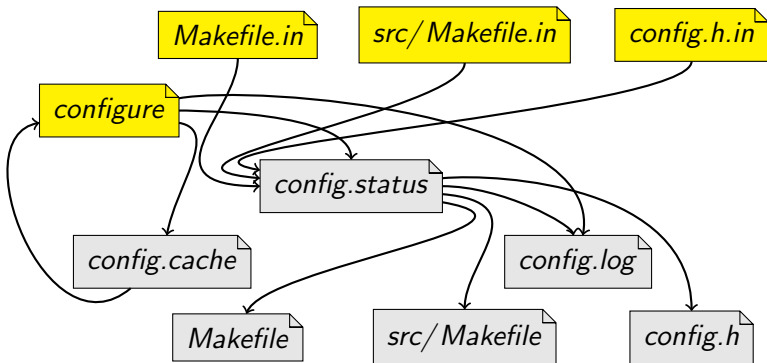 Makefile.in
src/Makefile.in
config.h.in
configure
config.status
config.cache
config.log
Makefile
src/Makefile
config.h